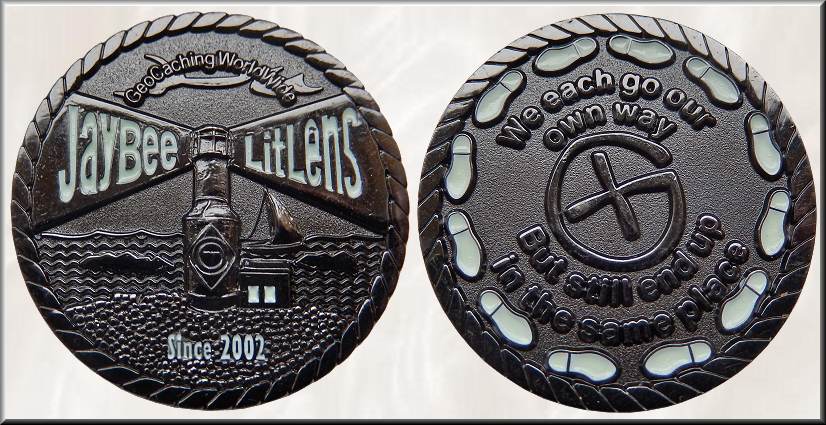 GeoCaching WorldWide
JayBee LitLens
Since 2002
We each go our
own way
But still end up
in the same place